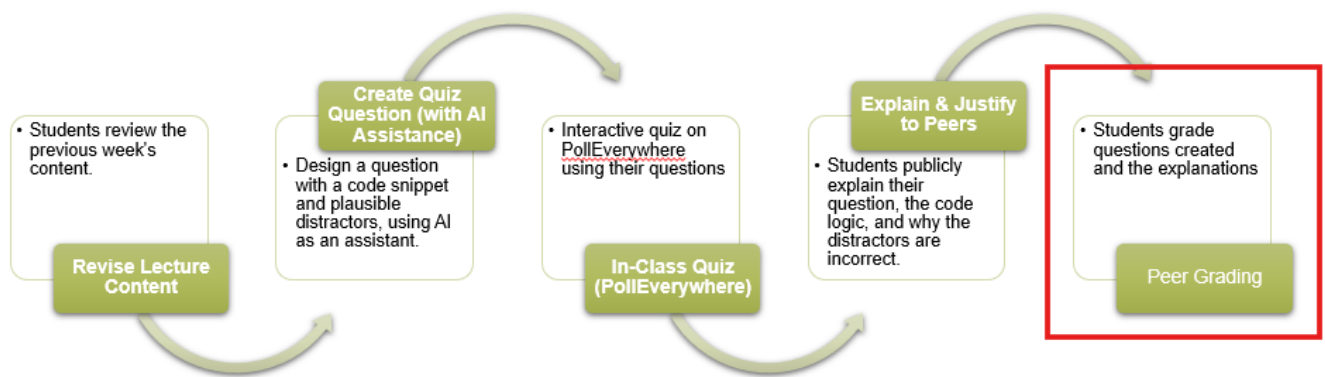 • Students review the
previous week's
content.
Revise Lecture
Content
Create Quiz
Question (with AI
Assistance)
• Design a question
with a code snippet
and plausible
distractors, using AI
as an assistant.
• Interactive quiz on
PollEverywhere
using their questions
In-Class Quiz
(PollEverywhere)
Explain & Justify
to Peers
• Students publicly
explain their
question, the code
logic, and why the
distractors are
incorrect.
• Students grade
questions created
and the explanations
Peer Grading